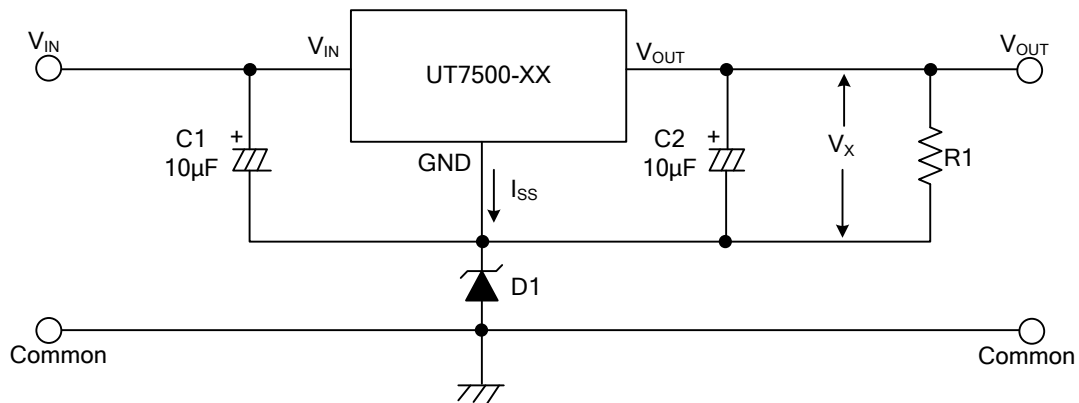 V_IN
V_IN
UT7500-XX
V_OUT
V_OUT
C1
+
10µF
GND
I_SS
C2
+
10µF
V_X
R1
D1
Common
Common